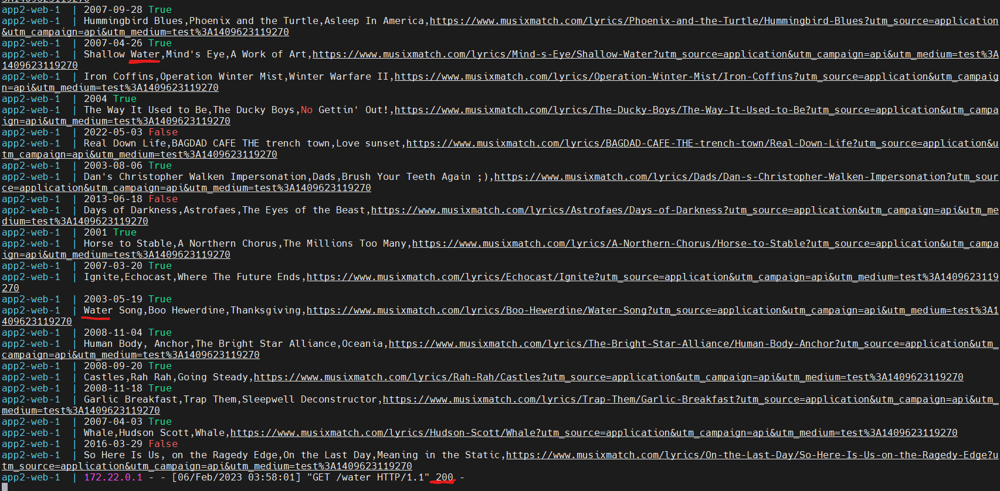 3A1409623119270
app2-web-1  | 2007-09-28 True
app2-web-1  | Hummingbird Blues,Phoenix and the Turtle,Asleep In America,https://www.musixmatch.com/lyrics/Phoenix-and-the-Turtle/Hummingbird-Blues?utm_source=application
&utm_campaign=api&utm_medium=test%3A1409623119270
app2-web-1  | 2007-04-26 True
app2-web-1  | Shallow Water,Mind's Eye,A Work of Art,https://www.musixmatch.com/lyrics/Mind-s-Eye/Shallow-Water?utm_source=application&utm_campaign=api&utm_medium=test%3A
1409623119270
app2-web-1  | Iron Coffins,Operation Winter Mist,Winter Warfare II,https://www.musixmatch.com/lyrics/Operation-Winter-Mist/Iron-Coffins?utm_source=application&utm_campaig
n=api&utm_medium=test%3A1409623119270
app2-web-1  | 2004 True
app2-web-1  | The Way It Used to Be,The Ducky Boys,No Gettin' Out!,https://www.musixmatch.com/lyrics/The-Ducky-Boys/The-Way-It-Used-to-Be?utm_source=application&utm_campa
ign=api&utm_medium=test%3A1409623119270
app2-web-1  | 2022-05-03 False
app2-web-1  | Real Down Life,BAGDAD CAFE THE trench town,Love sunset,https://www.musixmatch.com/lyrics/BAGDAD-CAFE-THE-trench-town/Real-Down-Life?utm_source=application&u
tm_campaign=api&utm_medium=test%3A1409623119270
app2-web-1  | 2003-08-06 True
app2-web-1  | Dan's Christopher Walken Impersonation,Dads,Brush Your Teeth Again ;),https://www.musixmatch.com/lyrics/Dads/Dan-s-Christopher-Walken-Impersonation?utm_sour
ce=application&utm_campaign=api&utm_medium=test%3A1409623119270
app2-web-1  | 2013-06-18 False
app2-web-1  | Days of Darkness,Astrofaes,The Eyes of the Beast,https://www.musixmatch.com/lyrics/Astrofaes/Days-of-Darkness?utm_source=application&utm_campaign=api&utm_me
dium=test%3A1409623119270
app2-web-1  | 2001 True
app2-web-1  | Horse to Stable,A Northern Chorus,The Millions Too Many,https://www.musixmatch.com/lyrics/A-Northern-Chorus/Horse-to-Stable?utm_source=application&utm_campa
ign=api&utm_medium=test%3A1409623119270
app2-web-1  | 2007-03-20 True
app2-web-1  | Ignite,Echocast,Where The Future Ends,https://www.musixmatch.com/lyrics/Echocast/Ignite?utm_source=application&utm_campaign=api&utm_medium=test%3A1409623119
270
app2-web-1  | 2003-05-19 True
app2-web-1  | Water Song,Boo Hewerdine,Thanksgiving,https://www.musixmatch.com/lyrics/Boo-Hewerdine/Water-Song?utm_source=application&utm_campaign=api&utm_medium=test%3A1
409623119270
app2-web-1  | 2008-11-04 True
app2-web-1  | Human Body, Anchor,The Bright Star Alliance,Oceania,https://www.musixmatch.com/lyrics/The-Bright-Star-Alliance/Human-Body-Anchor?utm_source=application&utm_
campaign=api&utm_medium=test%3A1409623119270
app2-web-1  | 2008-09-20 True
app2-web-1  | Castles,Rah Rah,Going Steady,https://www.musixmatch.com/lyrics/Rah-Rah/Castles?utm_source=application&utm_campaign=api&utm_medium=test%3A1409623119270
app2-web-1  | 2008-11-18 True
app2-web-1  | Garlic Breakfast,Trap Them,Sleepwell Deconstructor,https://www.musixmatch.com/lyrics/Trap-Them/Garlic-Breakfast?utm_source=application&utm_campaign=api&utm_
medium=test%3A1409623119270
app2-web-1  | 2007-04-03 True
app2-web-1  | Whale,Hudson Scott,Whale,https://www.musixmatch.com/lyrics/Hudson-Scott/Whale?utm_source=application&utm_campaign=api&utm_medium=test%3A1409623119270
app2-web-1  | 2016-03-29 False
app2-web-1  | So Here Is Us, on the Ragedy Edge,On the Last Day,Meaning in the Static,https://www.musixmatch.com/lyrics/On-the-Last-Day/So-Here-Is-Us-on-the-Ragedy-Edge?u
tm_source=application&utm_campaign=api&utm_medium=test%3A1409623119270
app2-web-1  | 172.22.0.1 - - [06/Feb/2023 03:58:01] "GET /water HTTP/1.1" 200 -